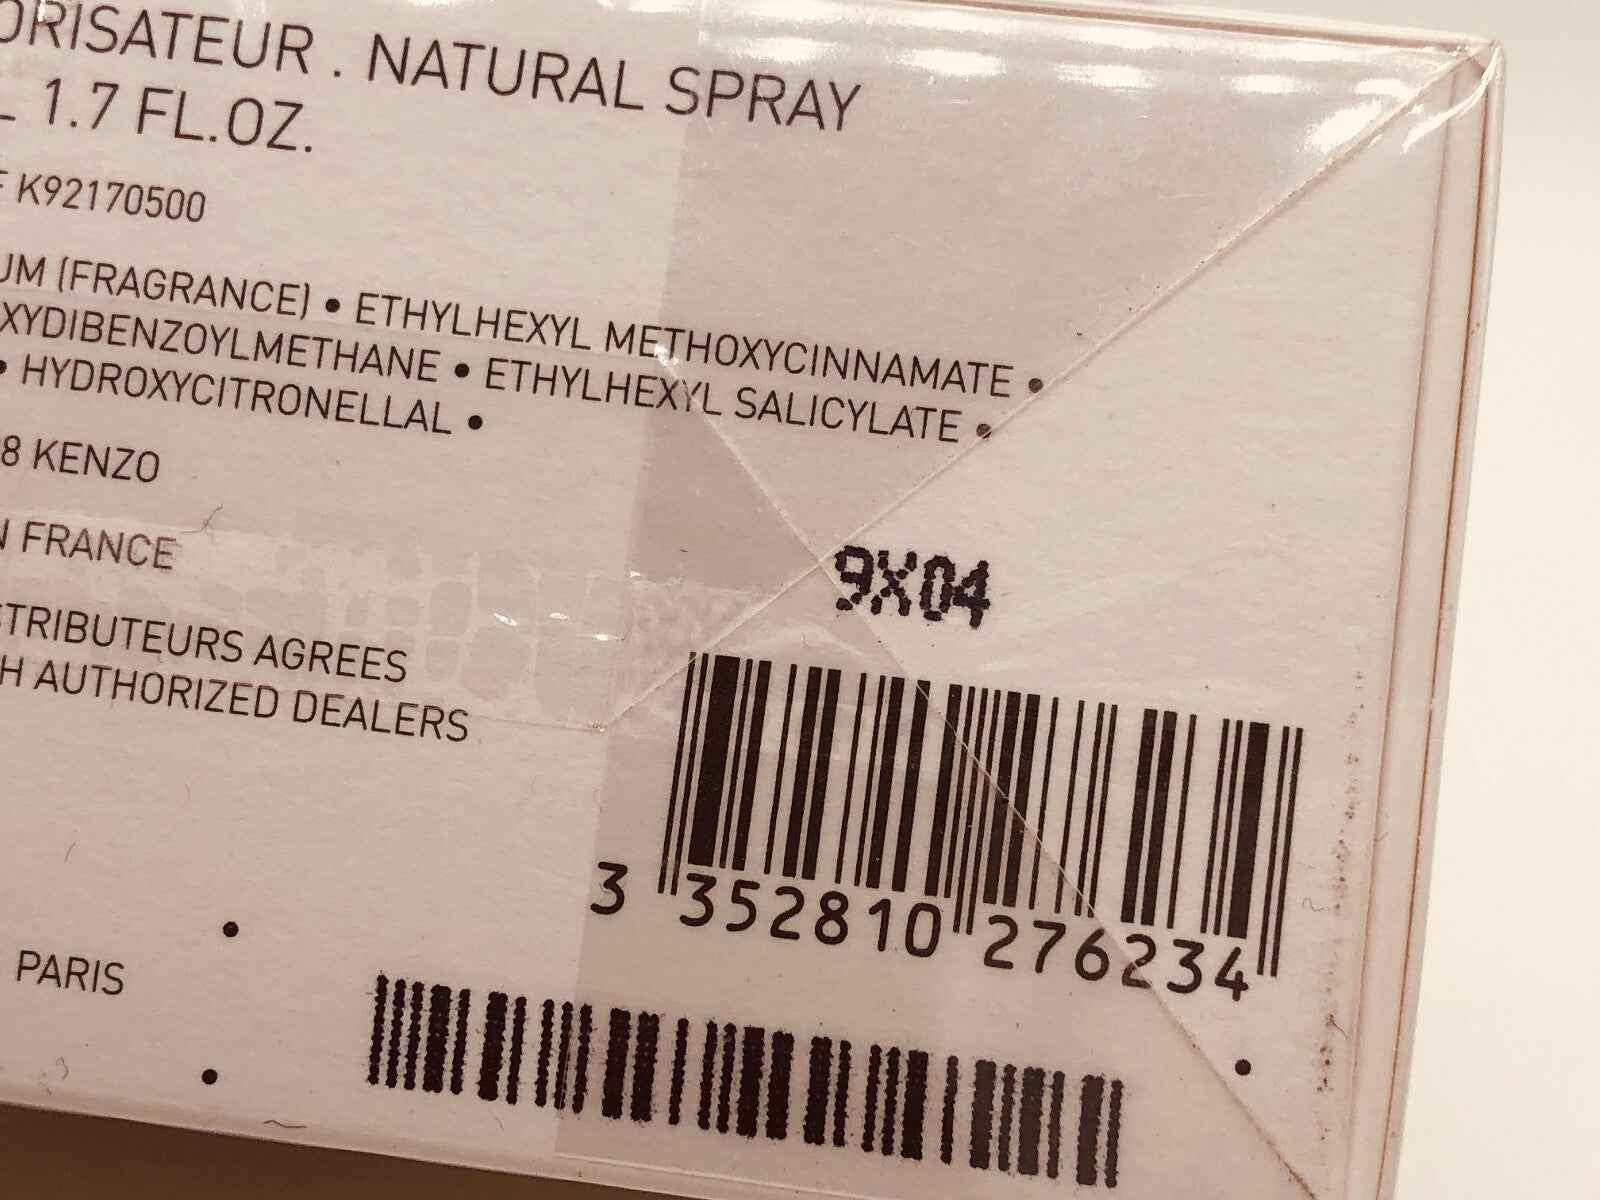 ORISATEUR . NATURAL SPRAY
L 1.7 FL.OZ.
F K92170500
UM (FRAGRANCE) • ETHYLHEXYL METHOXYCINNAMATE •
XYDIBENZOYLMETHANE • ETHYLHEXYL SALICYLATE •
• HYDROXYCITRONELLAL •
8 KENZO
N FRANCE
9X04
STRIBUTEURS AGREES
H AUTHORIZED DEALERS
3 352810 276234
PARIS